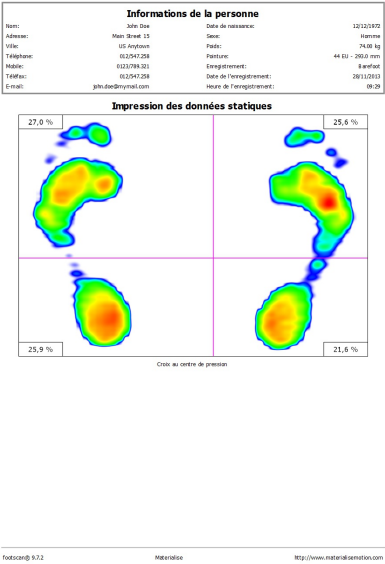 Informations de la personne
Nom: John Doe Date de naissance: 12/12/1972
Adresse: Main Street 15 Sexe: Homme
Ville: US Anytown Poids: 74.00 kg
Téléphone: 012/547.258 Pointure: 44 EU - 293.0 mm
Mobile: 0123/789.321 Enregistrement: Barefoot
Téléfax: 012/547.258 Date de l'enregistrement: 28/11/2013
E-mail: john.doe@mymail.com Heure de l'enregistrement: 09:29
Impression des données statiques
27,0 % 25,6 %
25,9 % 21,6 %
Croix au centre de pression
footscan® 9.7.2 Materialise http://www.materialisemotion.com